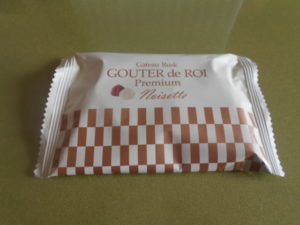 Gateau Rusk
GOUTER de ROI
Premium
Noisette